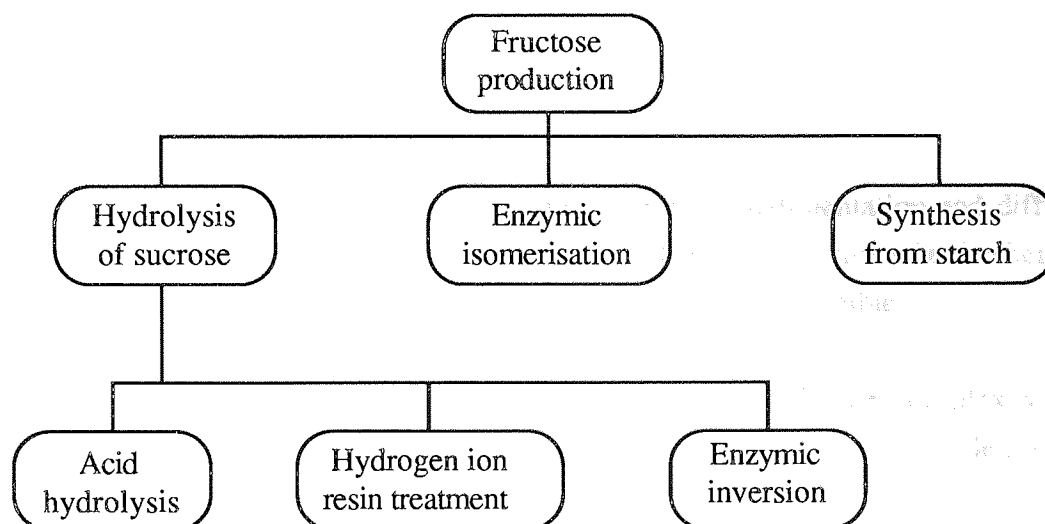 Fructose
production
Hydrolysis
of sucrose
Enzymic
isomerisation
Synthesis
from starch
Acid
hydrolysis
Hydrogen ion
resin treatment
Enzymic
inversion